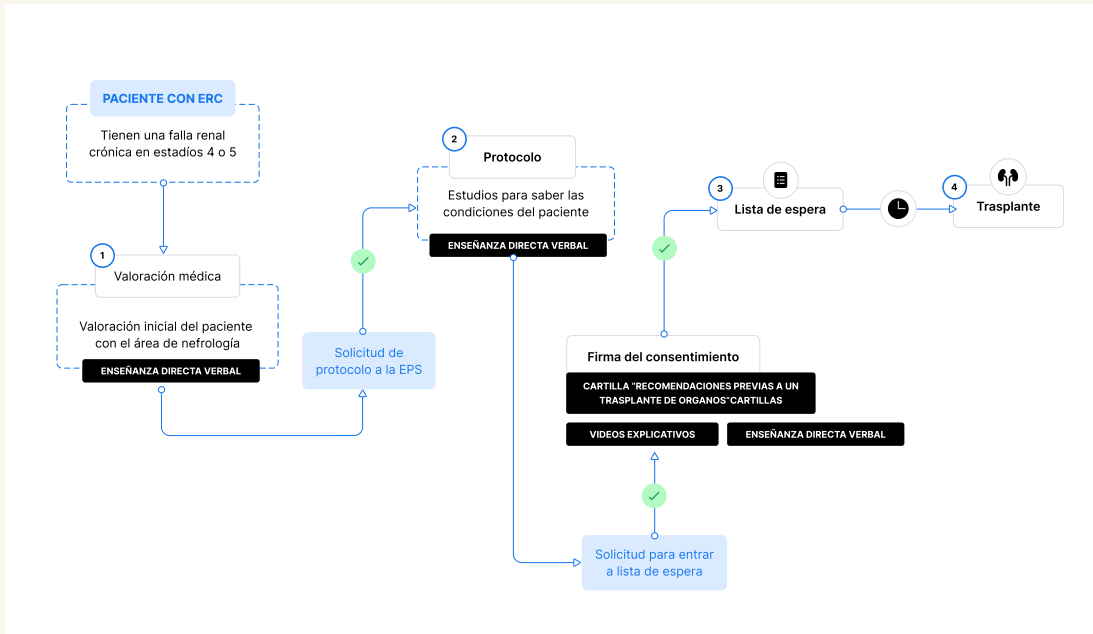 PACIENTE CON ERC
Tienen una falla renal
crónica en estadíos 4 o 5
1
Valoración médica
Valoración inicial del paciente
con el área de nefrología
ENSEÑANZA DIRECTA VERBAL
Solicitud de
protocolo a la EPS
2
Protocolo
Estudios para saber las
condiciones del paciente
ENSEÑANZA DIRECTA VERBAL
Solicitud para entrar
a lista de espera
Firma del consentimiento
CARTILLA "RECOMENDACIONES PREVIAS A UN
TRASPLANTE DE ORGANOS"CARTILLAS
VIDEOS EXPLICATIVOS
ENSEÑANZA DIRECTA VERBAL
3
Lista de espera
4
Trasplante